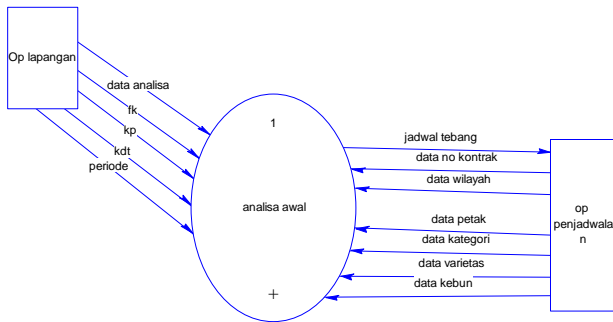 Op lapangan
data analisa
fk
kp
kdt
periode
1
analisa awal
+
jadwal tebang
data no kontrak
data wilayah
data petak
data kategori
data varietas
data kebun
op
penjadwala
n